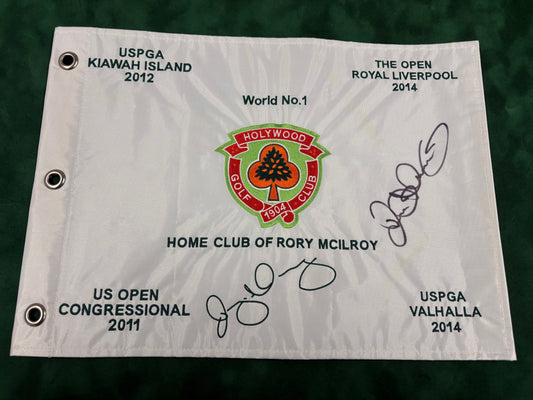 USPGA
KIAWAH ISLAND
2012
THE OPEN
ROYAL LIVERPOOL
2014
World No.1
HOLYWOOD
GOLF CLUB
1904
HOME CLUB OF RORY MCILROY
US OPEN
CONGRESSIONAL
2011
USPGA
VALHALLA
2014